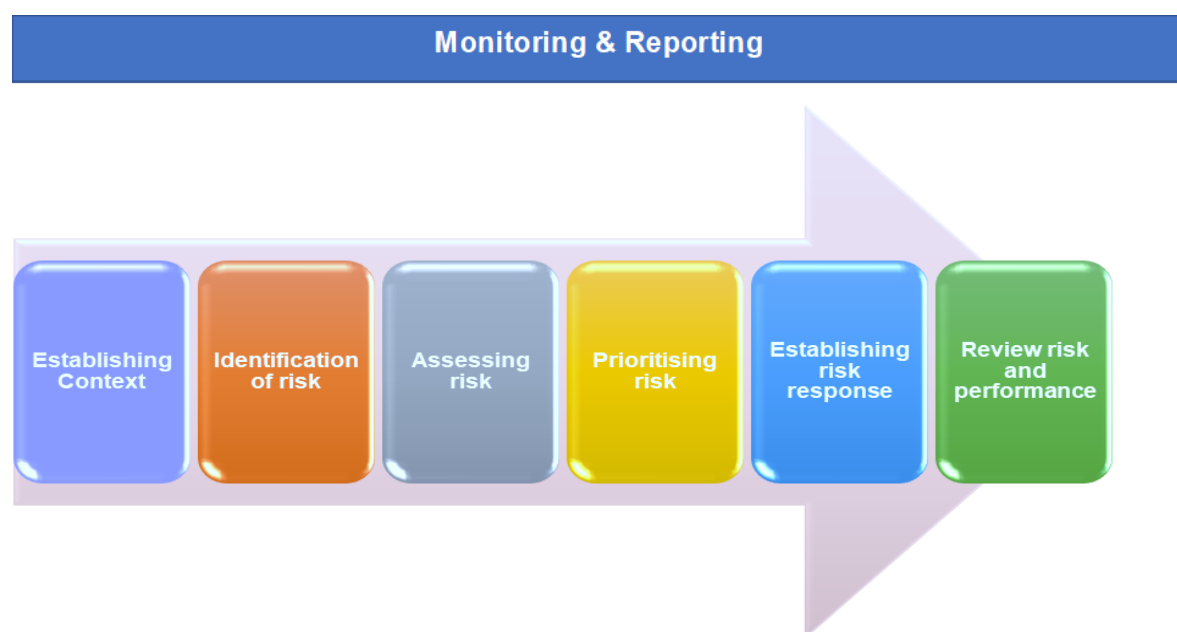 Monitoring & Reporting
Establishing
Context
Identification
of risk
Assessing
risk
Prioritising
risk
Establishing
risk
response
Review risk
and
performance